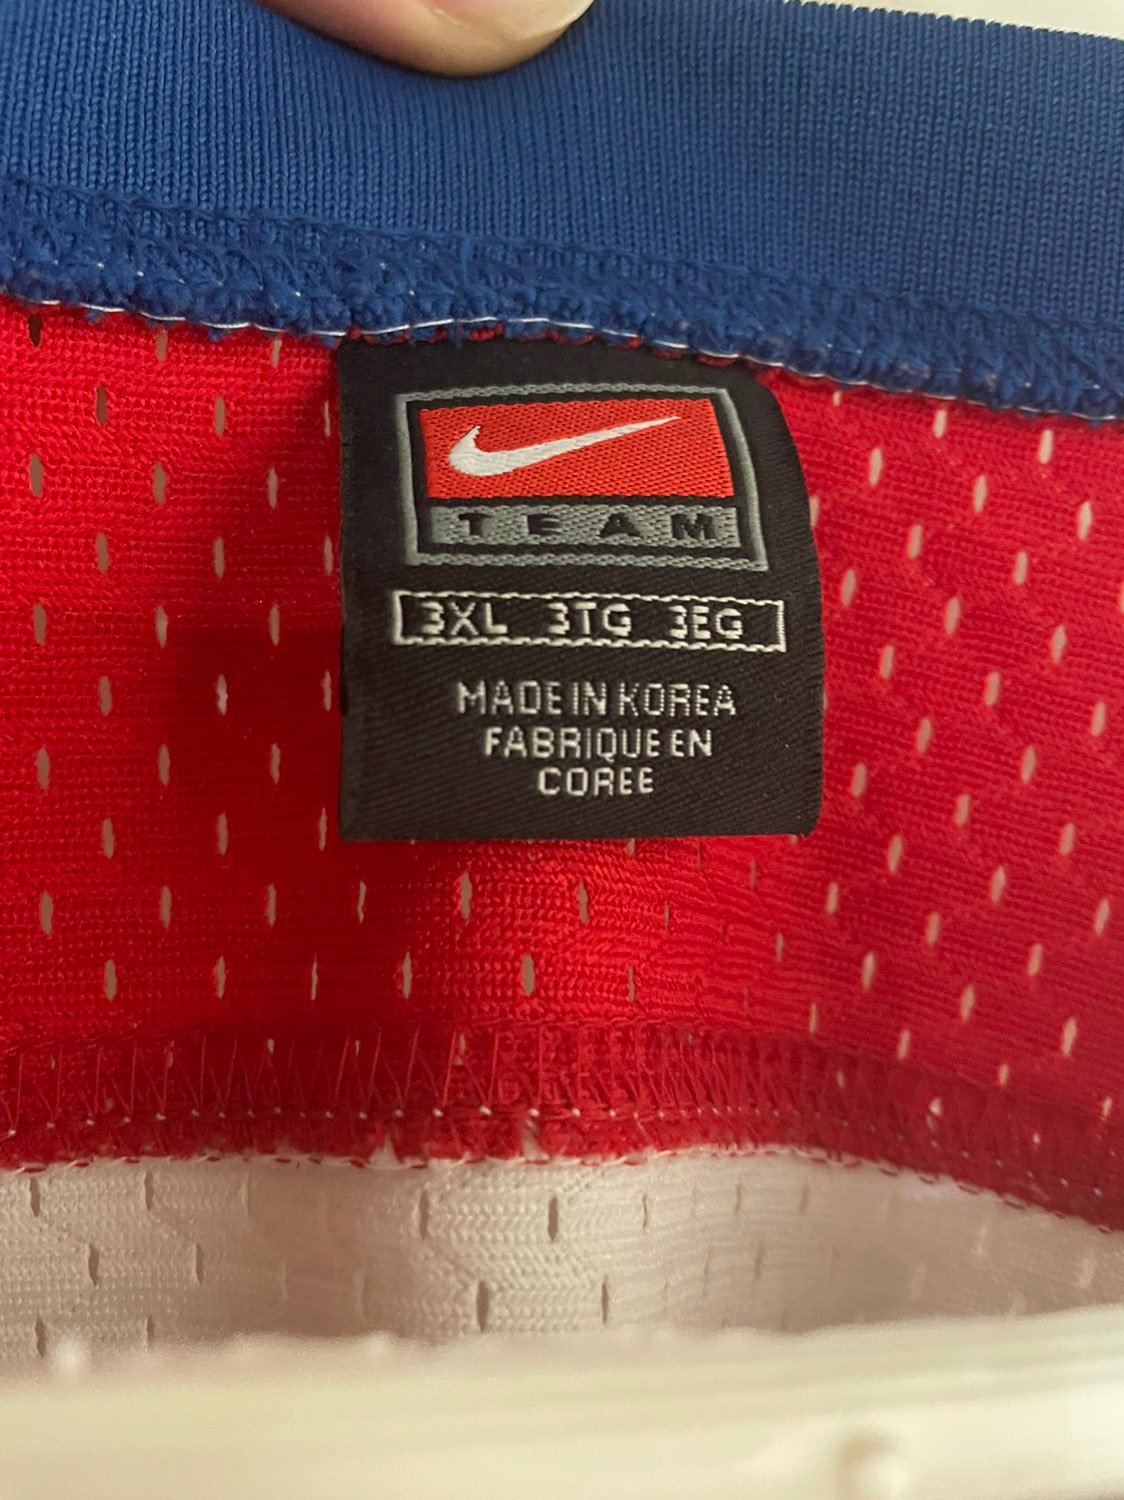 TEAM
3XL 3TG 3EG
MADE IN KOREA
FABRIQUE EN
COREE